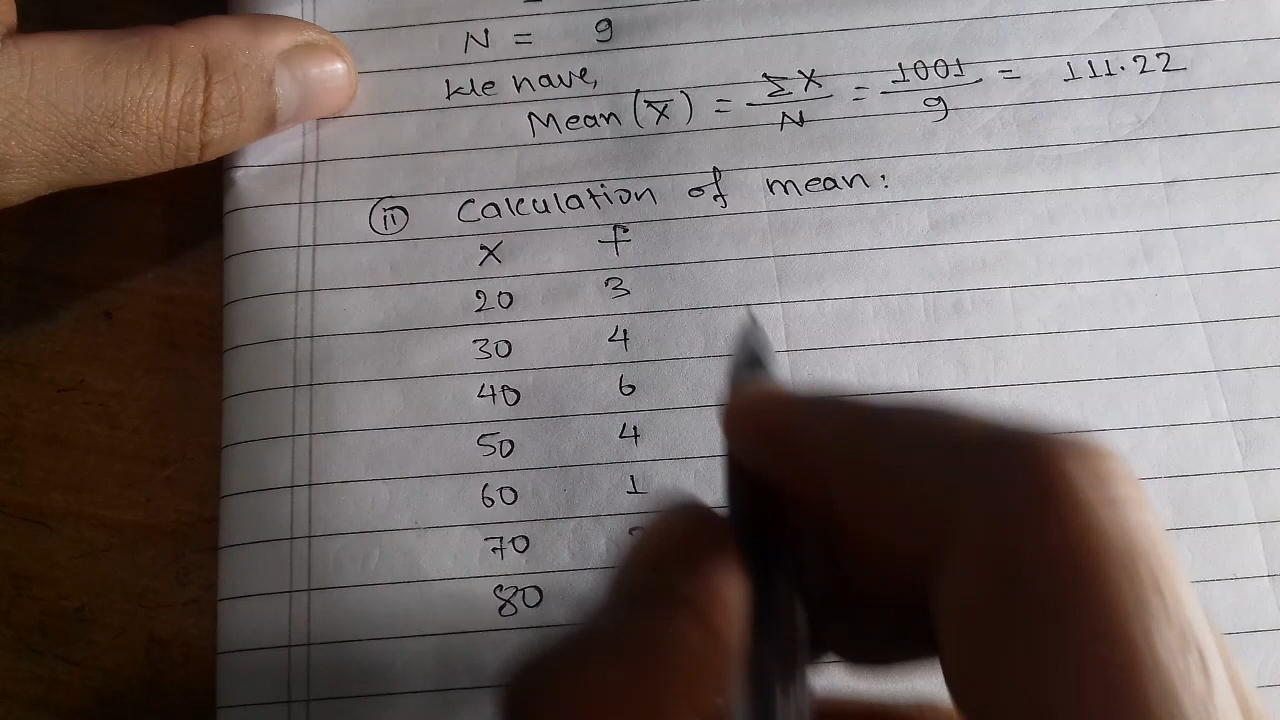 N = 9
We have,
Mean (X̅) = ΣX/N = 1001/9 = 111.22
(ii) Calculation of mean:
X f
20 3
30 4
40 6
50 4
60 1
70
80